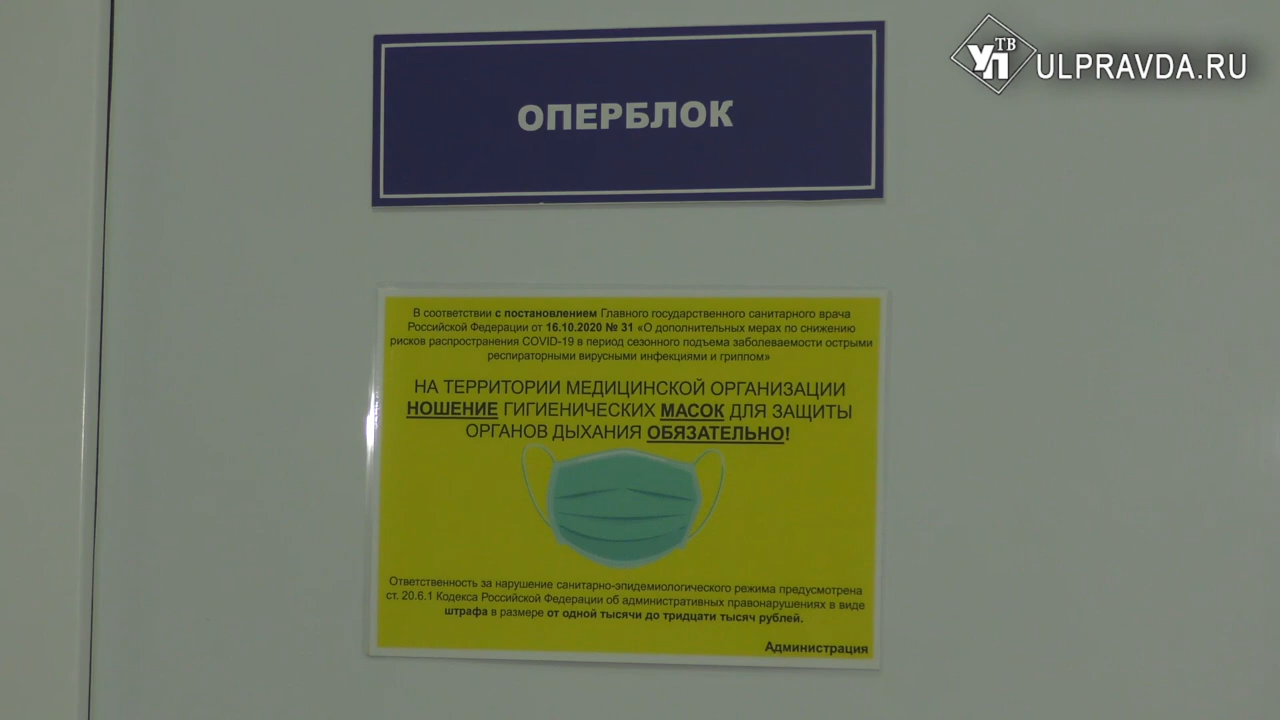 УП ТВ ULPRAVDA.RU
ОПЕРБЛОК
В соответствии с постановлением Главного государственного санитарного врача
Российской Федерации от 16.10.2020 № 31 «О дополнительных мерах по снижению
рисков распространения COVID-19 в период сезонного подъема заболеваемости острыми
респираторными вирусными инфекциями и гриппом»
НА ТЕРРИТОРИИ МЕДИЦИНСКОЙ ОРГАНИЗАЦИИ
НОШЕНИЕ ГИГИЕНИЧЕСКИХ МАСОК ДЛЯ ЗАЩИТЫ
ОРГАНОВ ДЫХАНИЯ ОБЯЗАТЕЛЬНО!
Ответственность за нарушение санитарно-эпидемиологического режима предусмотрена
ст. 20.6.1 Кодекса Российской Федерации об административных правонарушениях в виде
штрафа в размере от одной тысячи до тридцати тысяч рублей.
Администрация